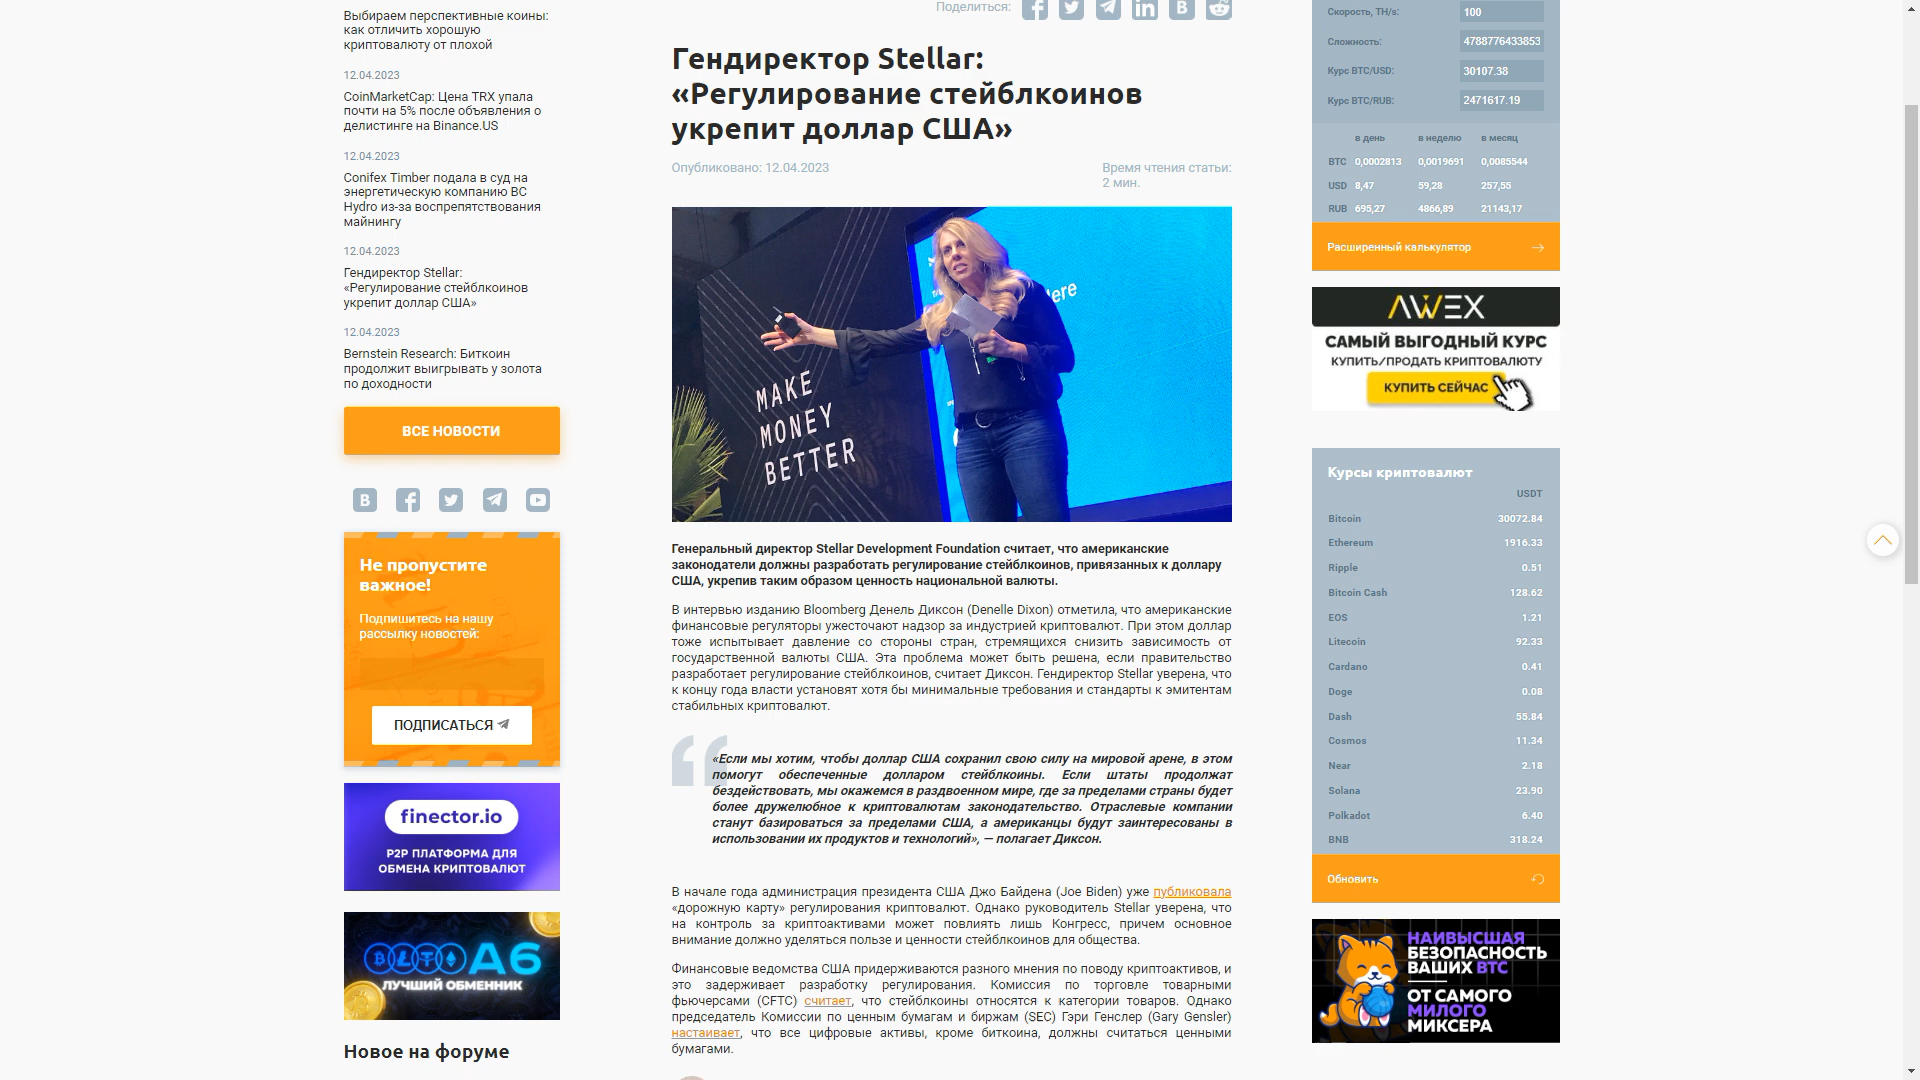 Выбираем перспективные коины:
как отличить хорошую
криптовалюту от плохой
12.04.2023
CoinMarketCap: Цена TRX упала
почти на 5% после объявления о
делистинге на Binance.US
12.04.2023
Conifex Timber подала в суд на
энергетическую компанию BC
Hydro из-за воспрепятствования
майнингу
12.04.2023
Гендиректор Stellar:
«Регулирование стейблкоинов
укрепит доллар США»
12.04.2023
Bernstein Research: Биткоин
продолжит выигрывать у золота
по доходности
ВСЕ НОВОСТИ
Не пропустите
важное!
Подпишитесь на нашу
рассылку новостей:
ПОДПИСАТЬСЯ
finector.io
P2P ПЛАТФОРМА ДЛЯ
ОБМЕНА КРИПТОВАЛЮТ
A6
ЛУЧШИЙ ОБМЕННИК
Новое на форуме
Поделиться:
Гендиректор Stellar:
«Регулирование стейблкоинов
укрепит доллар США»
Опубликовано: 12.04.2023
Время чтения статьи:
2 мин.
MAKE
MONEY
BETTER
ere
Генеральный директор Stellar Development Foundation считает, что американские
законодатели должны разработать регулирование стейблкоинов, привязанных к доллару
США, укрепив таким образом ценность национальной валюты.
В интервью изданию Bloomberg Денель Диксон (Denelle Dixon) отметила, что американские
финансовые регуляторы ужесточают надзор за индустрией криптовалют. При этом доллар
тоже испытывает давление со стороны стран, стремящихся снизить зависимость от
государственной валюты США. Эта проблема может быть решена, если правительство
разработает регулирование стейблкоинов, считает Диксон. Гендиректор Stellar уверена, что
к концу года власти установят хотя бы минимальные требования и стандарты к эмитентам
стабильных криптовалют.
«Если мы хотим, чтобы доллар США сохранил свою силу на мировой арене, в этом
помогут обеспеченные долларом стейблкоины. Если штаты продолжат
бездействовать, мы окажемся в раздвоенном мире, где за пределами страны будет
более дружелюбное к криптовалютам законодательство. Отраслевые компании
станут базироваться за пределами США, а американцы будут заинтересованы в
использовании их продуктов и технологий», — полагает Диксон.
В начале года администрация президента США Джо Байдена (Joe Biden) уже публиковала
«дорожную карту» регулирования криптовалют. Однако руководитель Stellar уверена, что
на контроль за криптоактивами может повлиять лишь Конгресс, причем основное
внимание должно уделяться пользе и ценности стейблкоинов для общества.
Финансовые ведомства США придерживаются разного мнения по поводу криптоактивов, и
это задерживает разработку регулирования. Комиссия по торговле товарными
фьючерсами (CFTC) считает, что стейблкоины относятся к категории товаров. Однако
председатель Комиссии по ценным бумагам и биржам (SEC) Гэри Генслер (Gary Gensler)
настаивает, что все цифровые активы, кроме биткоина, должны считаться ценными
бумагами.
Скорость, TH/s: 100
Сложность: 4788776433853
Курс BTC/USD: 30107.38
Курс BTC/RUB: 2471617.19
в день в неделю в месяц
BTC 0,0002813 0,0019691 0,0085544
USD 8,47 59,28 257,55
RUB 695,27 4866,89 21143,17
Расширенный калькулятор
AWEX
САМЫЙ ВЫГОДНЫЙ КУРС
КУПИТЬ/ПРОДАТЬ КРИПТОВАЛЮТУ
КУПИТЬ СЕЙЧАС
Курсы криптовалют
USDT
Bitcoin 30072.84
Ethereum 1916.33
Ripple 0.51
Bitcoin Cash 128.62
EOS 1.21
Litecoin 92.33
Cardano 0.41
Doge 0.08
Dash 55.84
Cosmos 11.34
Near 2.18
Solana 23.90
Polkadot 6.40
BNB 318.24
Обновить
НАИВЫСШАЯ
БЕЗОПАСНОСТЬ
ВАШИХ BTC
ОТ САМОГО
МИЛОГО
МИКСЕРА